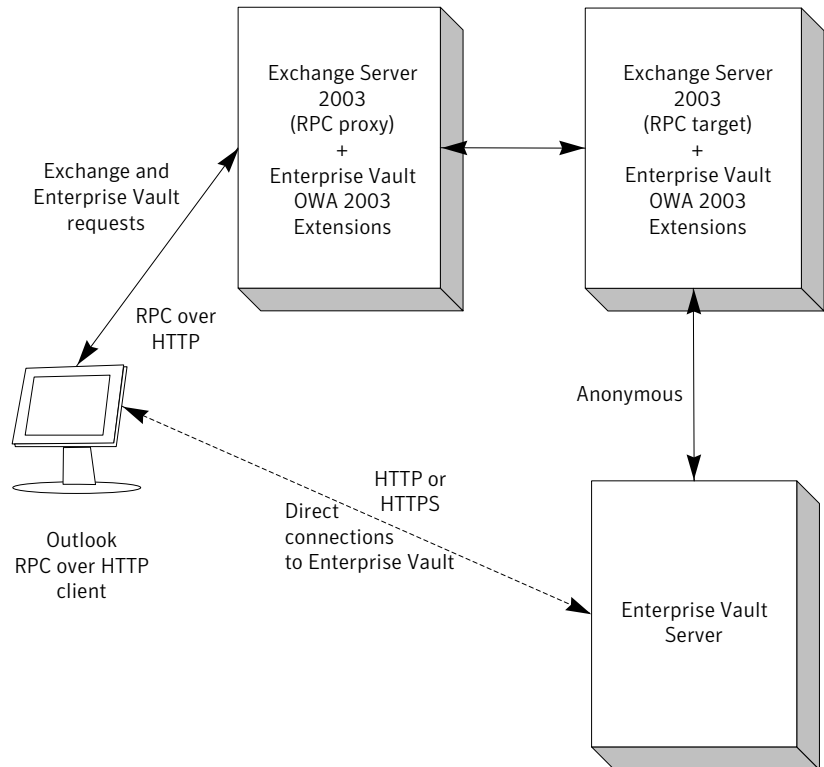 Exchange Server
2003
(RPC proxy)
+
Enterprise Vault
OWA 2003
Extensions
Exchange Server
2003
(RPC target)
+
Enterprise Vault
OWA 2003
Extensions
Exchange and
Enterprise Vault
requests
RPC over
HTTP
Anonymous
HTTP or
HTTPS
Direct
connections
to Enterprise Vault
Outlook
RPC over HTTP
client
Enterprise Vault
Server